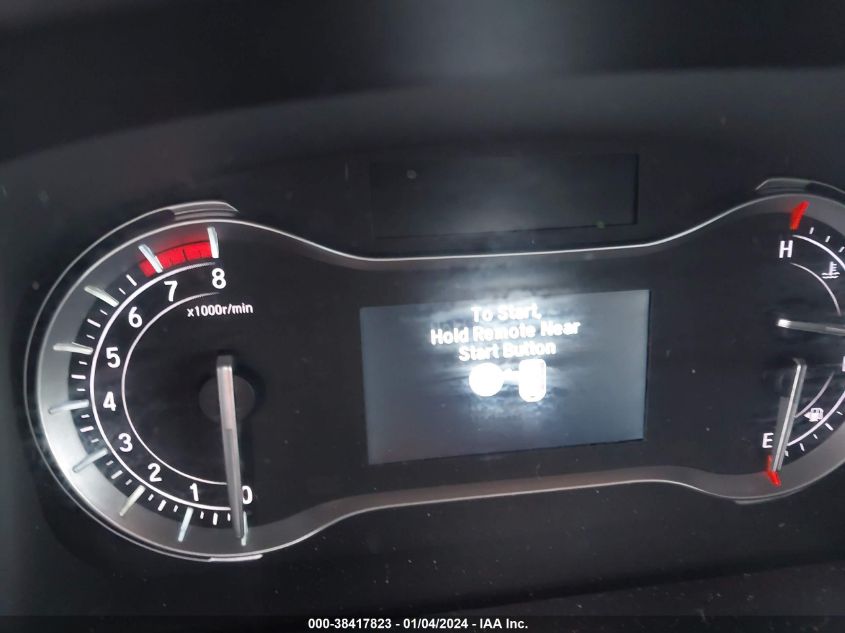 To Start,
Hold Remote Near
Start Button
x1000r/min
8
7
6
5
4
3
2
1
0
H
E
000-38417823 - 01/04/2024 - IAA Inc.